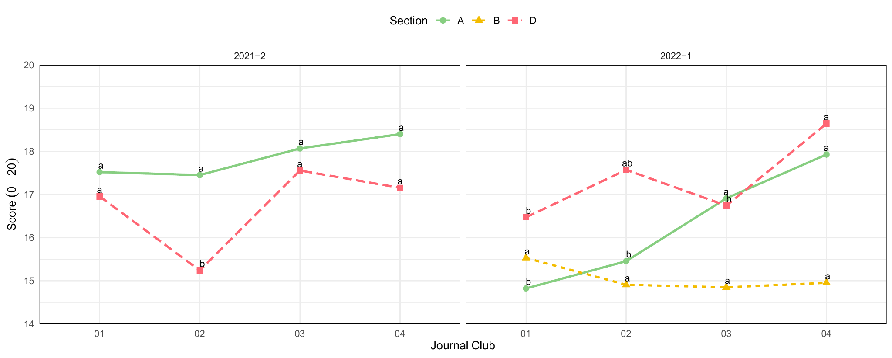 Section A B D
2021−2 2022−1
20
19
18
17
16
15
14
Score (0 20)
a a a a
a b a a
b ab b a
b b a a
a a a a
01 02 03 04 01 02 03 04
Journal Club